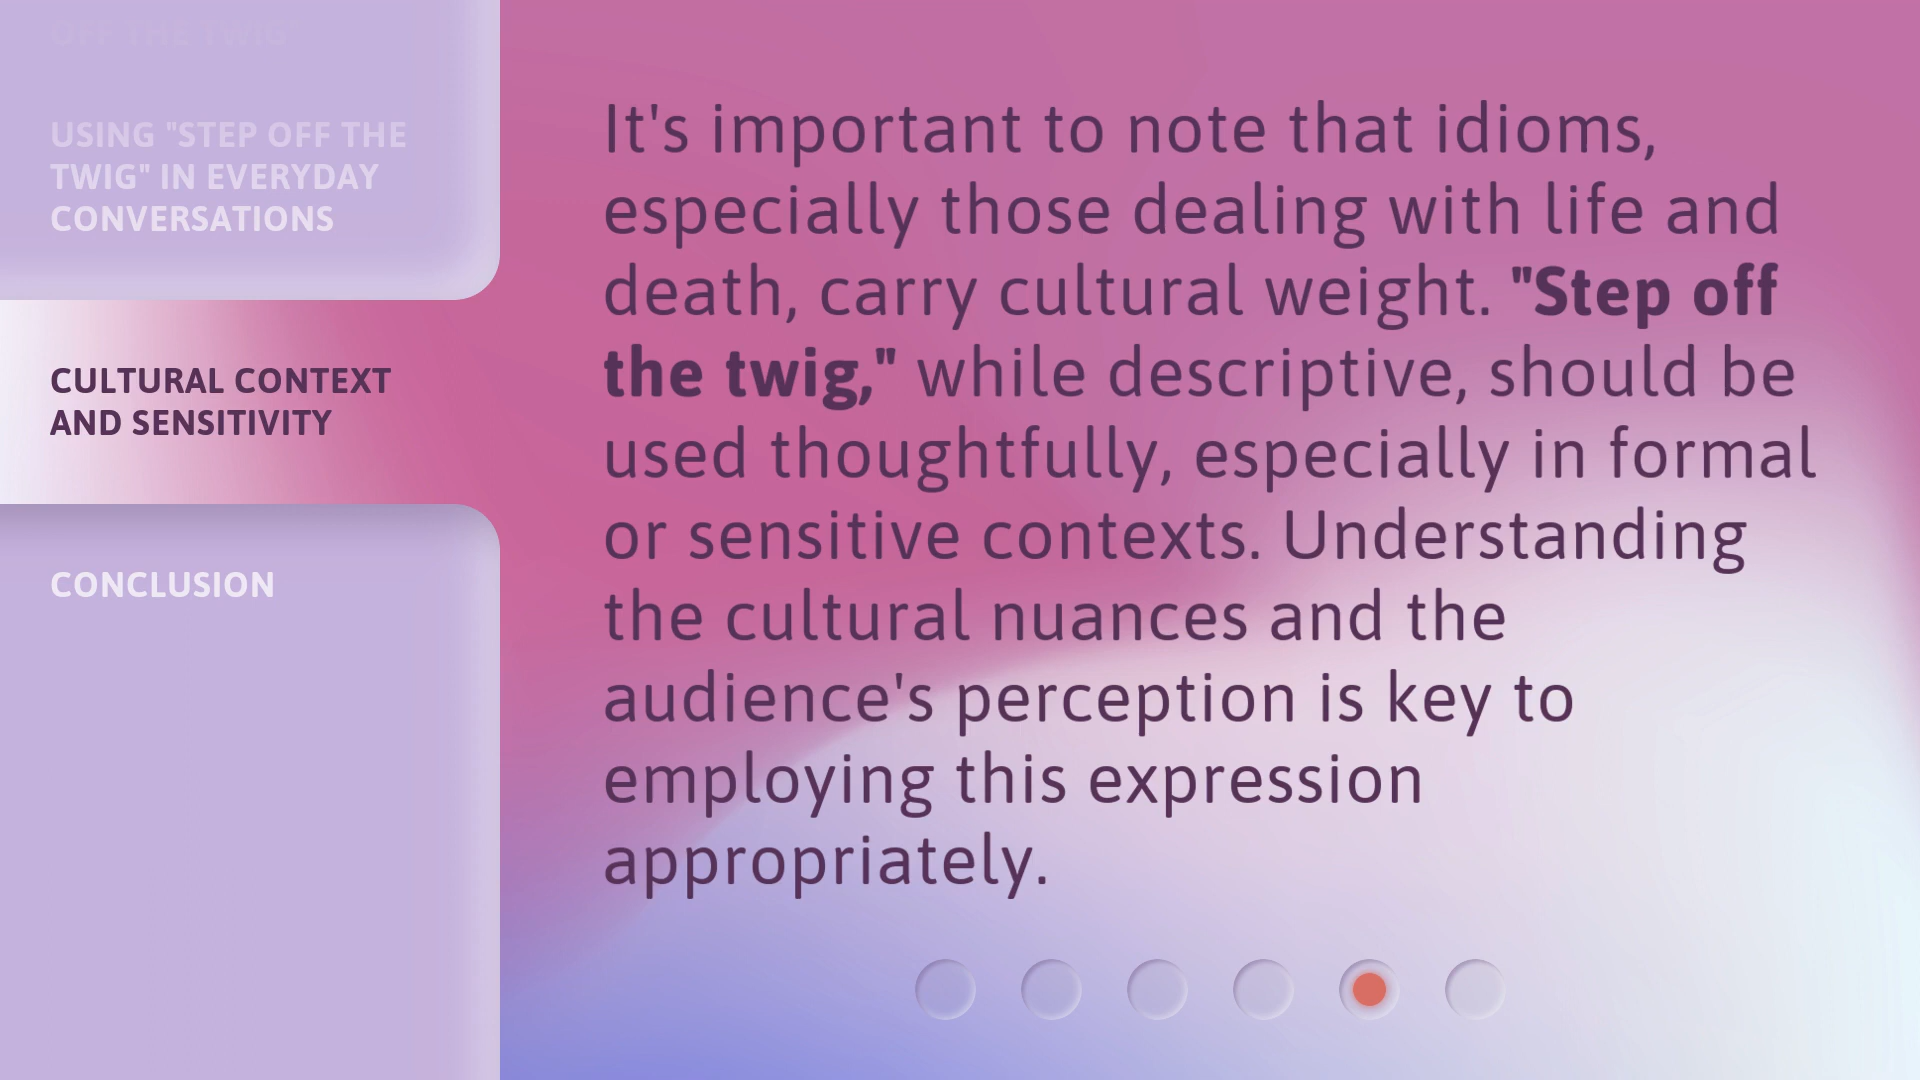 OFF THE TWIG"
USING "STEP OFF THE
TWIG" IN EVERYDAY
CONVERSATIONS
CULTURAL CONTEXT
AND SENSITIVITY
CONCLUSION
It's important to note that idioms,
especially those dealing with life and
death, carry cultural weight. "Step off
the twig," while descriptive, should be
used thoughtfully, especially in formal
or sensitive contexts. Understanding
the cultural nuances and the
audience's perception is key to
employing this expression
appropriately.